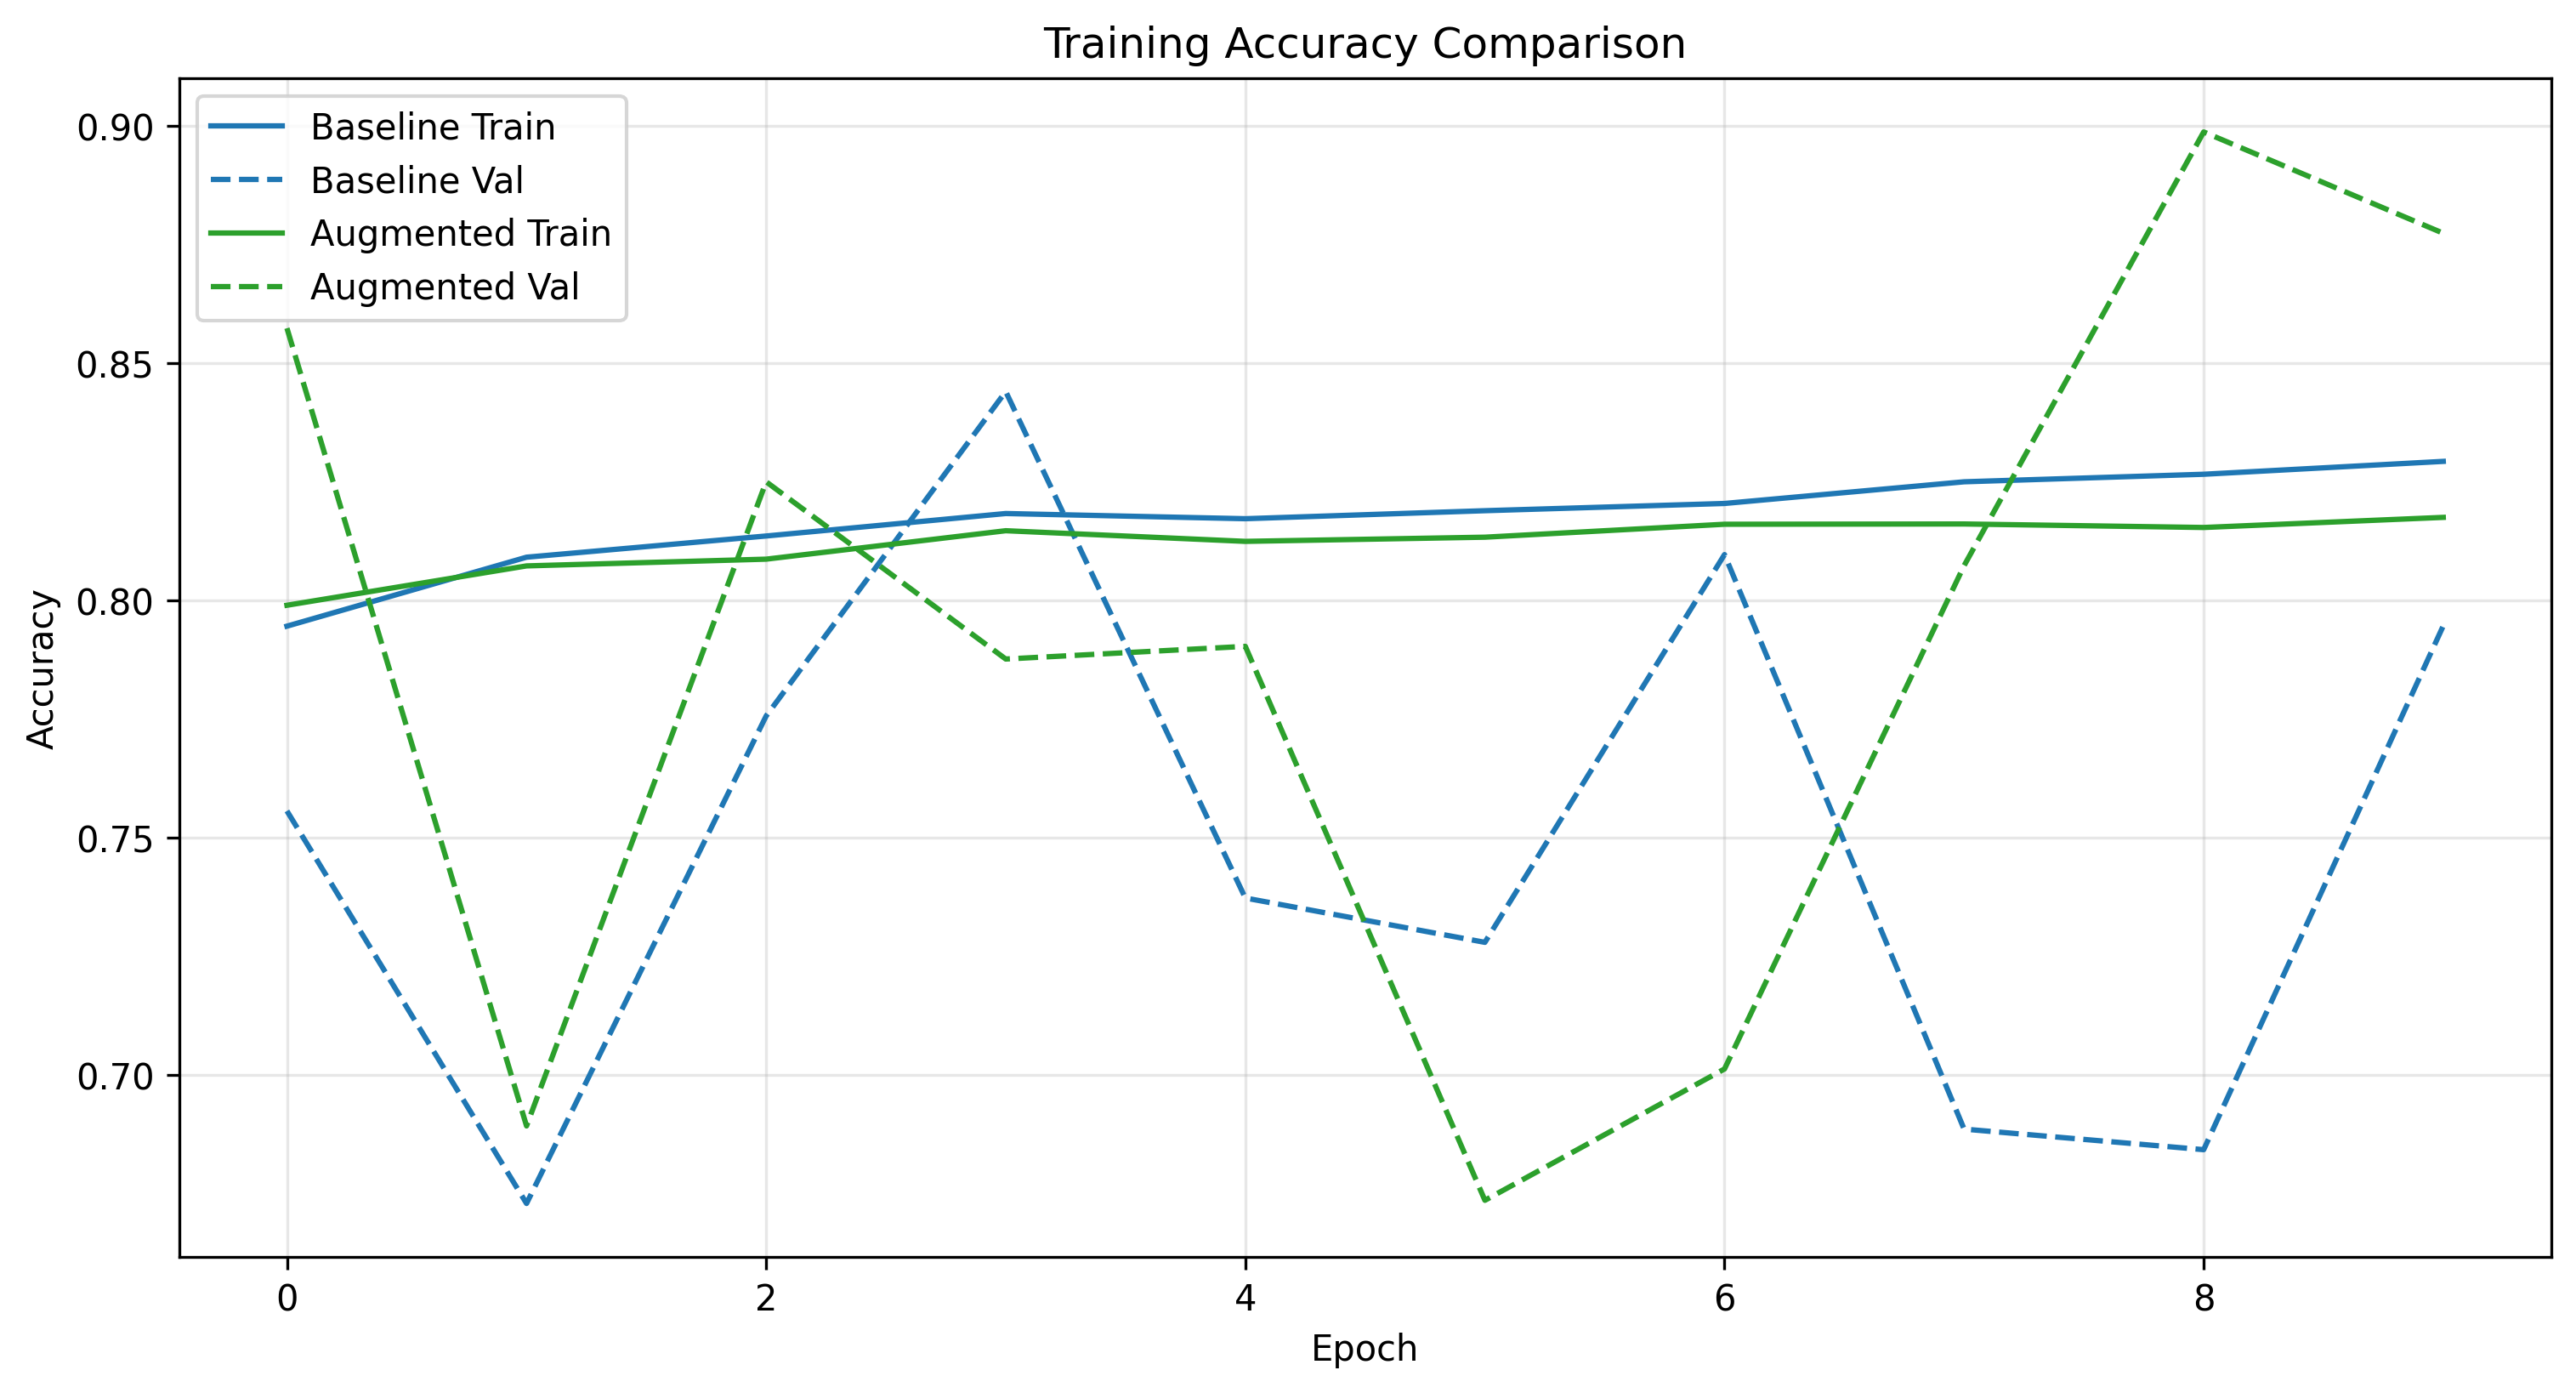 Training Accuracy Comparison
Baseline Train
Baseline Val
Augmented Train
Augmented Val
0.90
0.85
0.80
0.75
0.70
Accuracy
0 2 4 6 8
Epoch